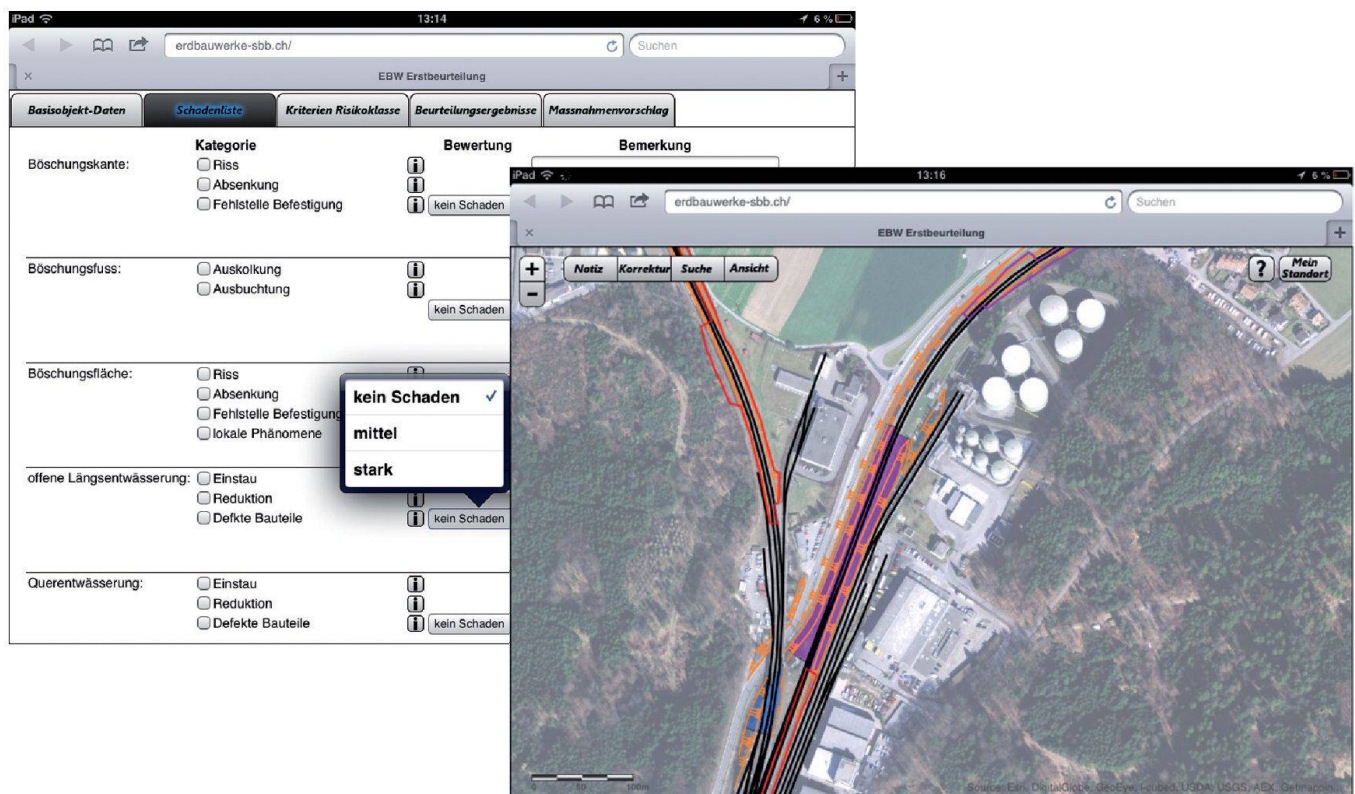 iPad 13:14 6 %
erdbauwerke-sbb.ch/ Suchen
EBW Erstbeurteilung
Basisobjekt-Daten Schadenliste Kriterien Risikoklasse Beurteilungsergebnisse Massnahmenvorschlag
Kategorie Bewertung Bemerkung
Böschungskante: Riss i
Absenkung i
Fehlstelle Befestigung i kein Schaden
Böschungsfuss: Auskolkung i
Ausbuchtung i
kein Schaden
Böschungsfläche: Riss i
Absenkung
Fehlstelle Befestigung
lokale Phänomene
offene Längsentwässerung: Einstau
Reduktion i
Defkte Bauteile i kein Schaden
Querentwässerung: Einstau i
Reduktion i
Defekte Bauteile i kein Schaden
kein Schaden ✓
mittel
stark
iPad 13:16 6 %
erdbauwerke-sbb.ch/ Suchen
EBW Erstbeurteilung
+ Notiz Korrektur Suche Ansicht ? Mein Standort
−
0 50 100m
Source: Esri, DigitalGlobe, GeoEye, i-cubed, USDA, USGS, AEX, Getmappin...